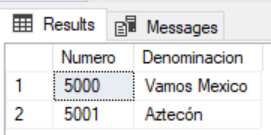 Results Messages
Numero Denominacion
1 5000 Vamos Mexico
2 5001 Aztecón